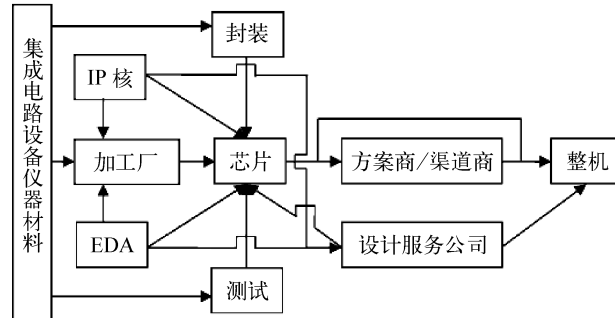 集成电路设备仪器材料
封装
IP 核
加工厂
芯片
方案商/渠道商
整机
EDA
设计服务公司
测试